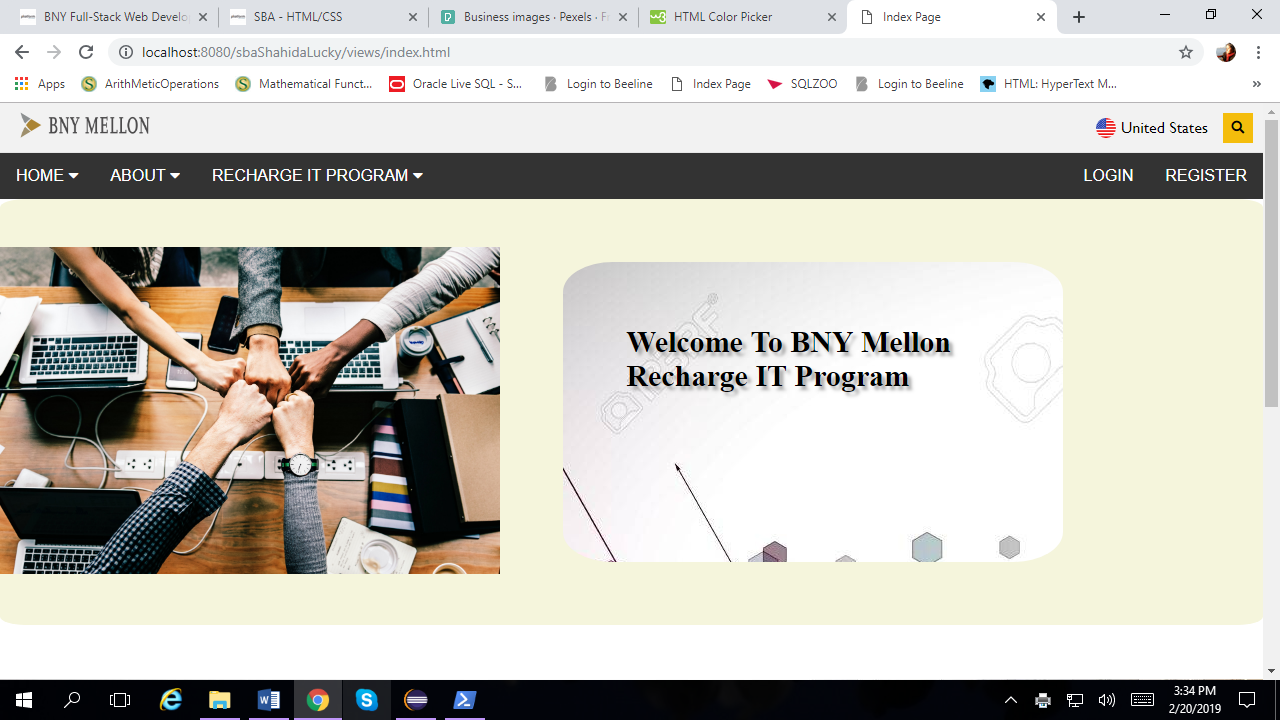 BNY Full-Stack Web Develo
SBA - HTML/CSS
Business images · Pexels · Fr
HTML Color Picker
Index Page
localhost:8080/sbaShahidaLucky/views/index.html
Apps
ArithMeticOperations
Mathematical Funct...
Oracle Live SQL - S...
Login to Beeline
Index Page
SQLZOO
Login to Beeline
HTML: HyperText M...
»
BNY MELLON
United States
HOME
ABOUT
RECHARGE IT PROGRAM
LOGIN
REGISTER
Welcome To BNY Mellon
Recharge IT Program
3:34 PM
2/20/2019